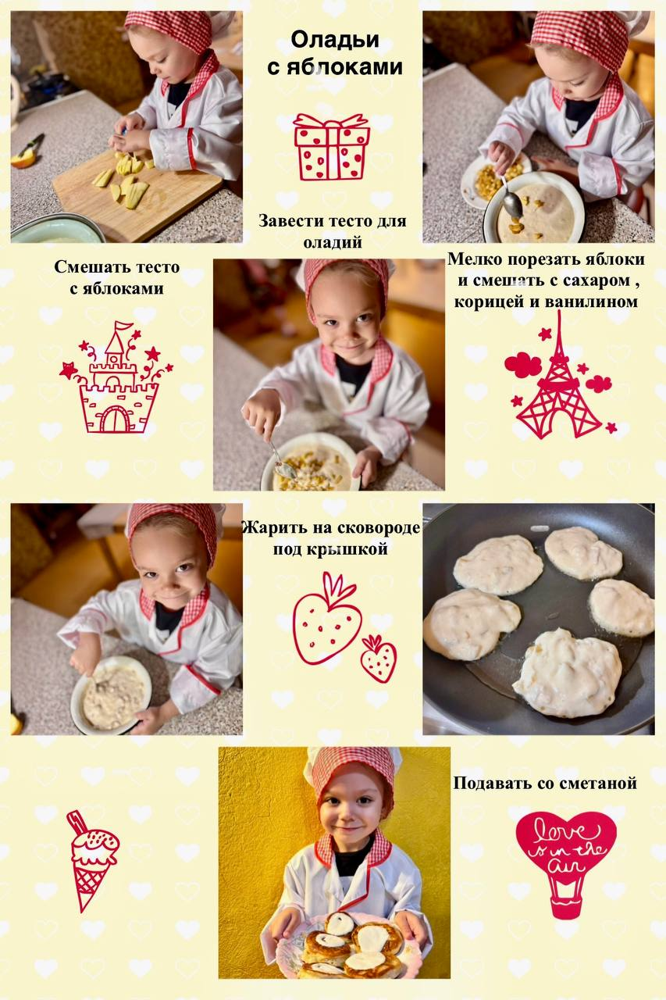 Оладьи
с яблоками
Завести тесто для
оладий
Мелко порезать яблоки
и смешать с сахаром ,
корицей и ванилином
Смешать тесто
с яблоками
Жарить на сковороде
под крышкой
Подавать со сметаной
love
is in the
air